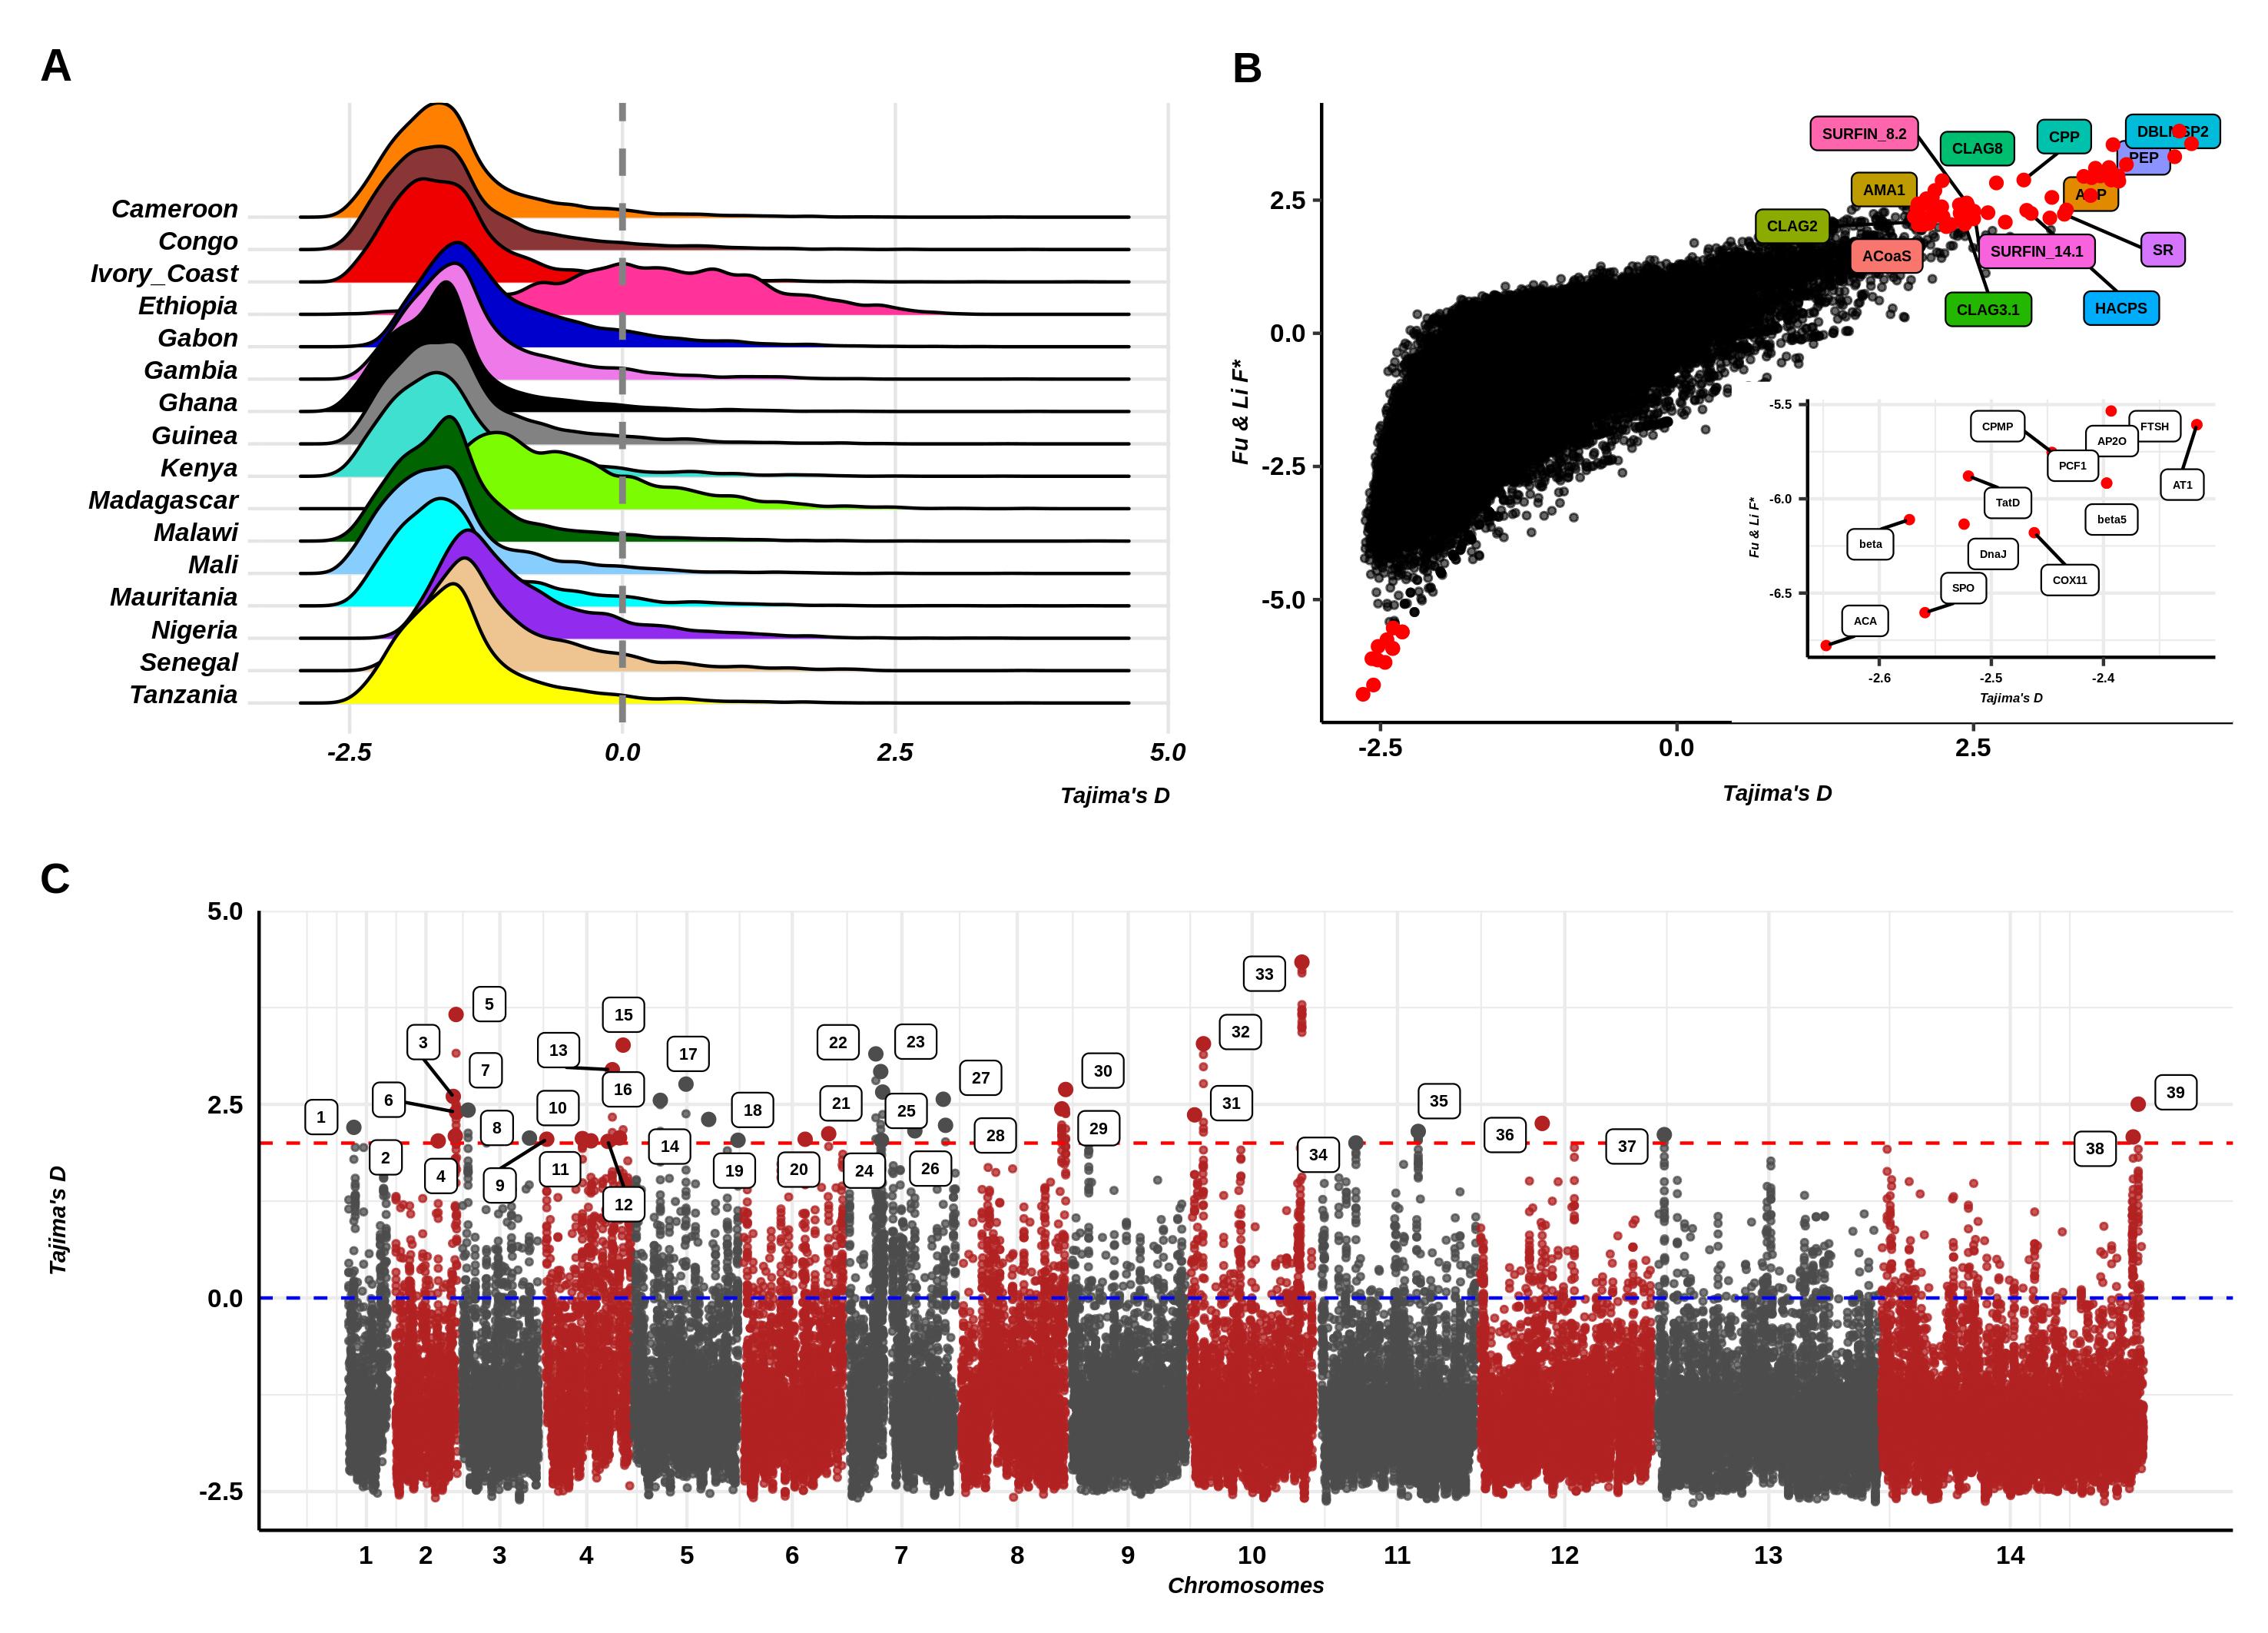 A
Cameroon
Congo
Ivory_Coast
Ethiopia
Gabon
Gambia
Ghana
Guinea
Kenya
Madagascar
Malawi
Mali
Mauritania
Nigeria
Senegal
Tanzania
-2.5 0.0 2.5 5.0
Tajima's D
B
Fu & Li F*
2.5
0.0
-2.5
-5.0
-2.5 0.0 2.5
Tajima's D
SURFIN_8.2
CLAG8
CPP
PEP
AMA1
CLAG2
ACoaS
SURFIN_14.1
SR
CLAG3.1
HACPS
Fu & Li F*
-5.5
-6.0
-6.5
-2.6 -2.5 -2.4
Tajima's D
CPMP
FTSH
AP2O
PCF1
AT1
TatD
beta5
beta
DnaJ
COX11
SPO
ACA
C
Tajima's D
5.0
2.5
0.0
-2.5
1
2
3
4
5
6
7
8
9
10
11
12
13
14
15
16
17
18
19
20
21
22
23
24
25
26
27
28
29
30
31
32
33
34
35
36
37
38
39
1 2 3 4 5 6 7 8 9 10 11 12 13 14
Chromosomes